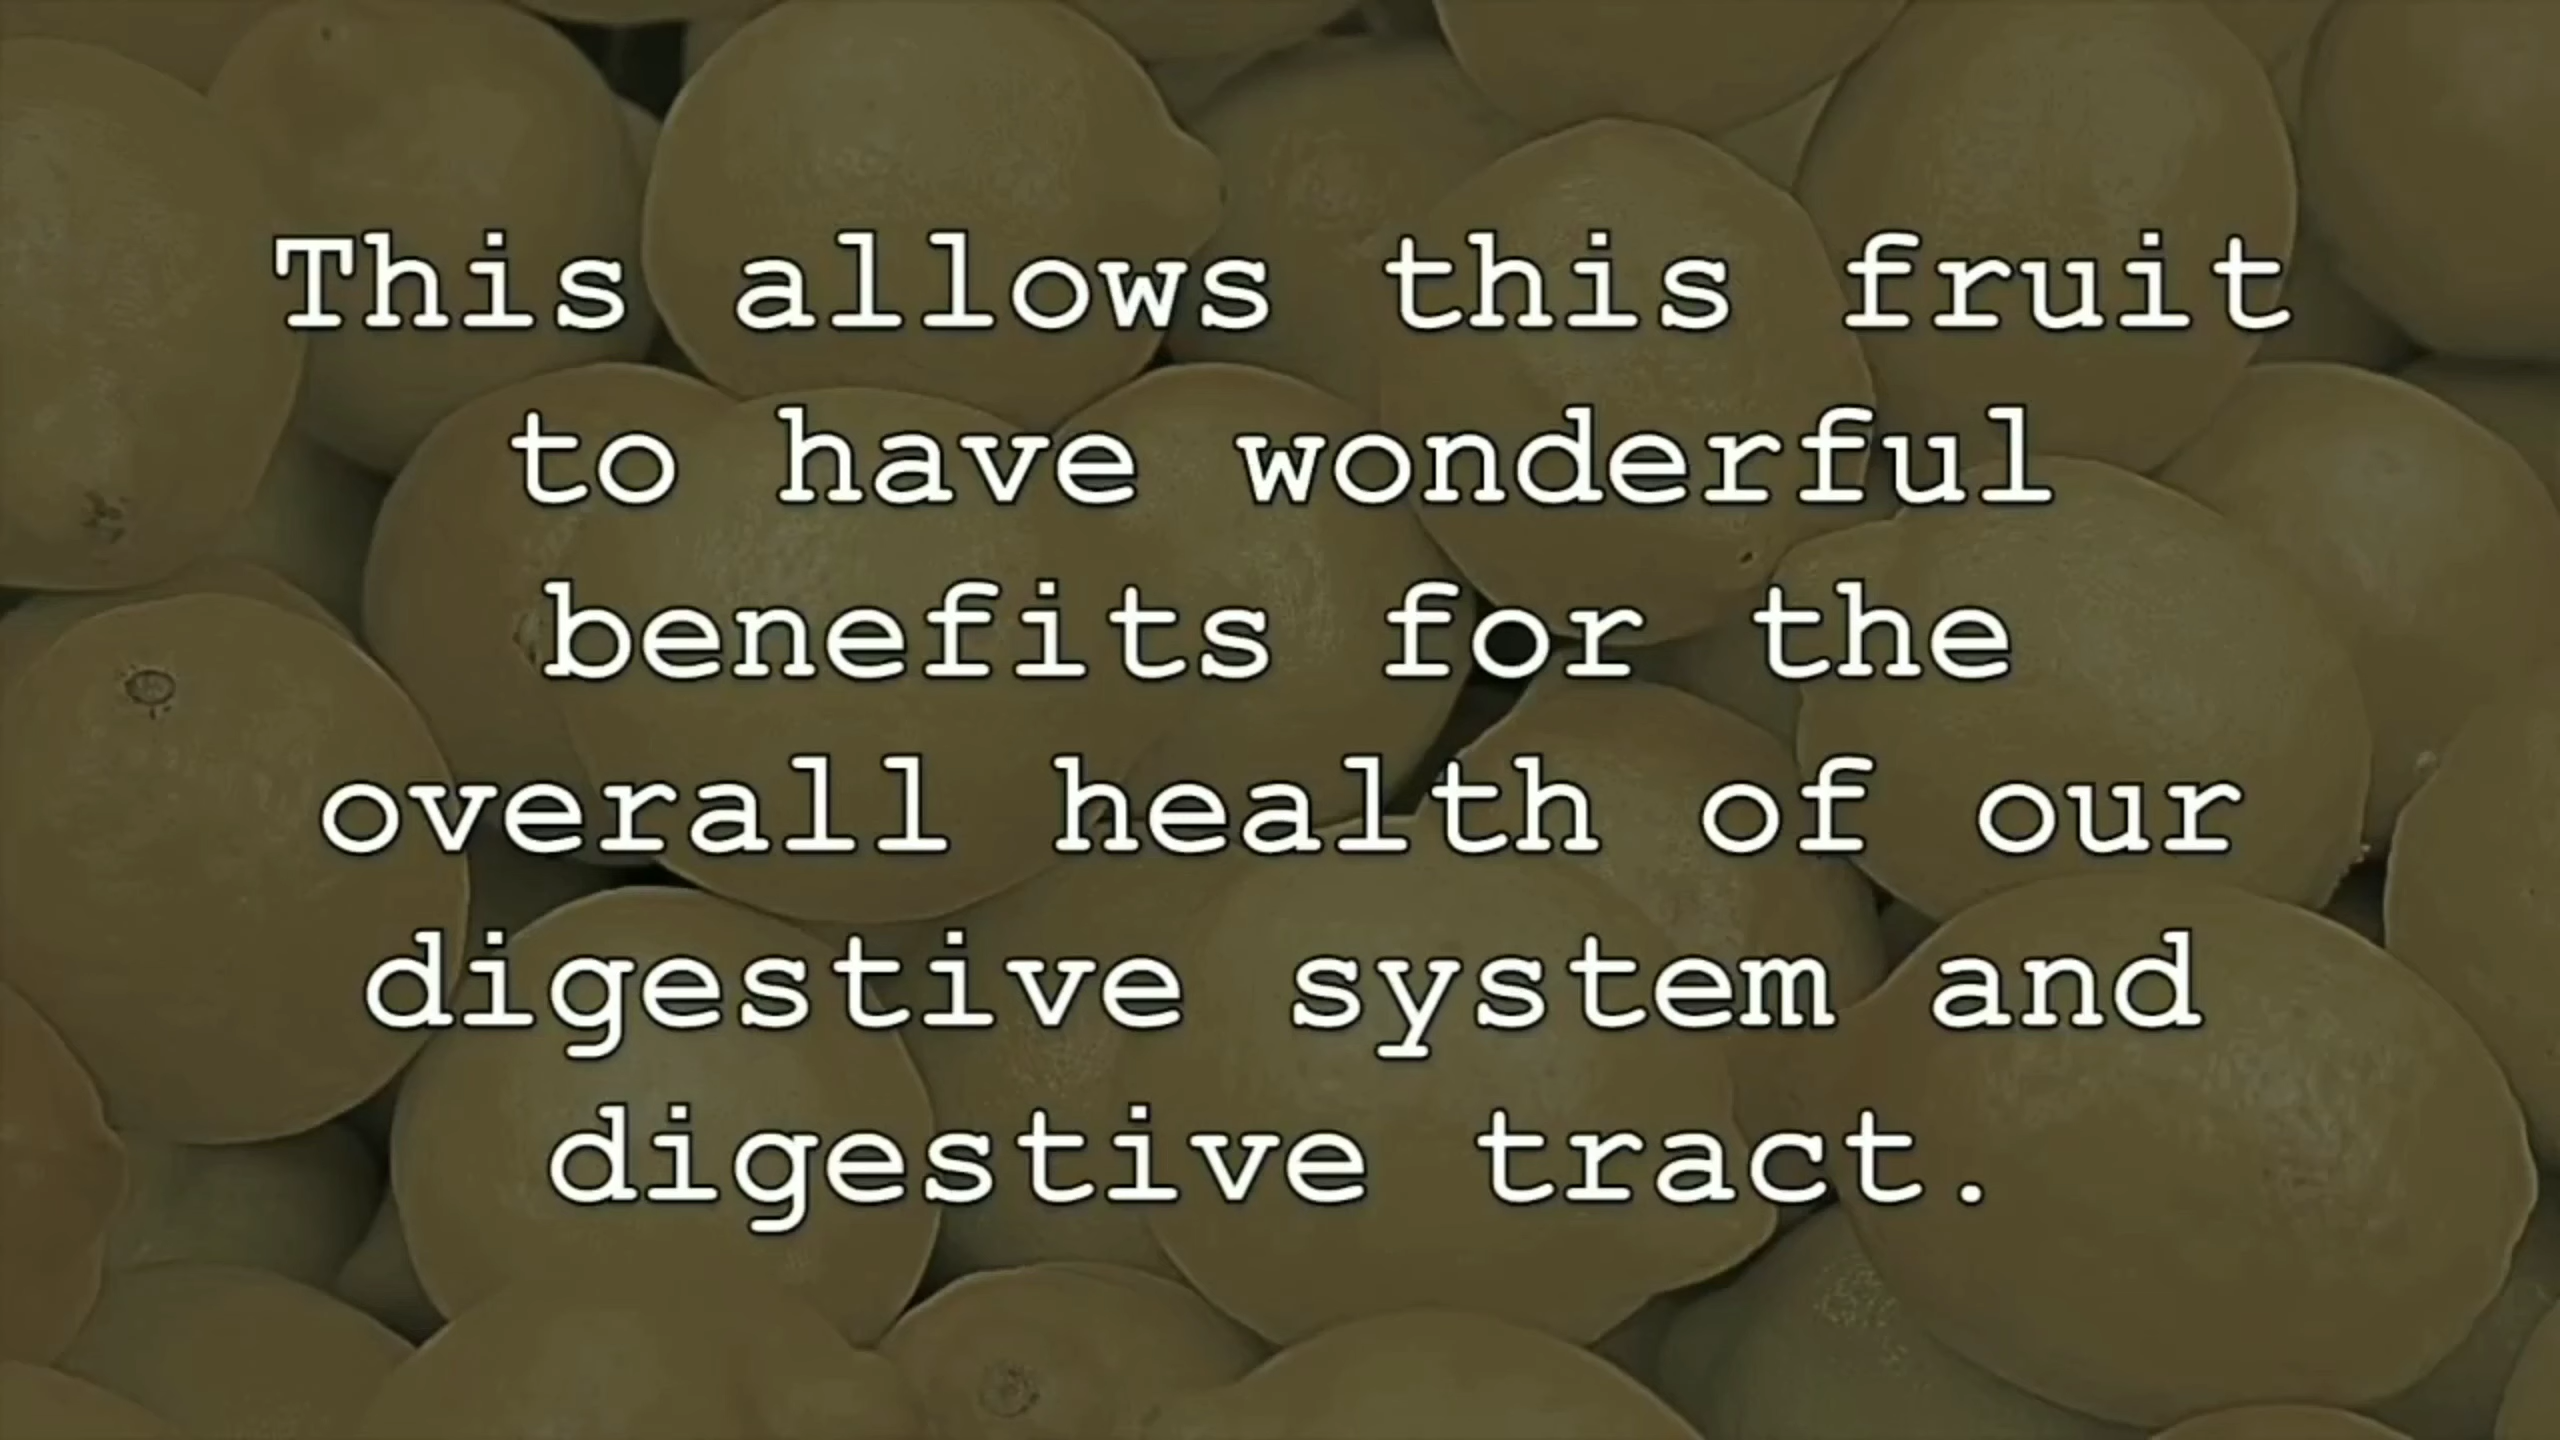 This allows this fruit
to have wonderful
benefits for the
overall health of our
digestive system and
digestive tract.